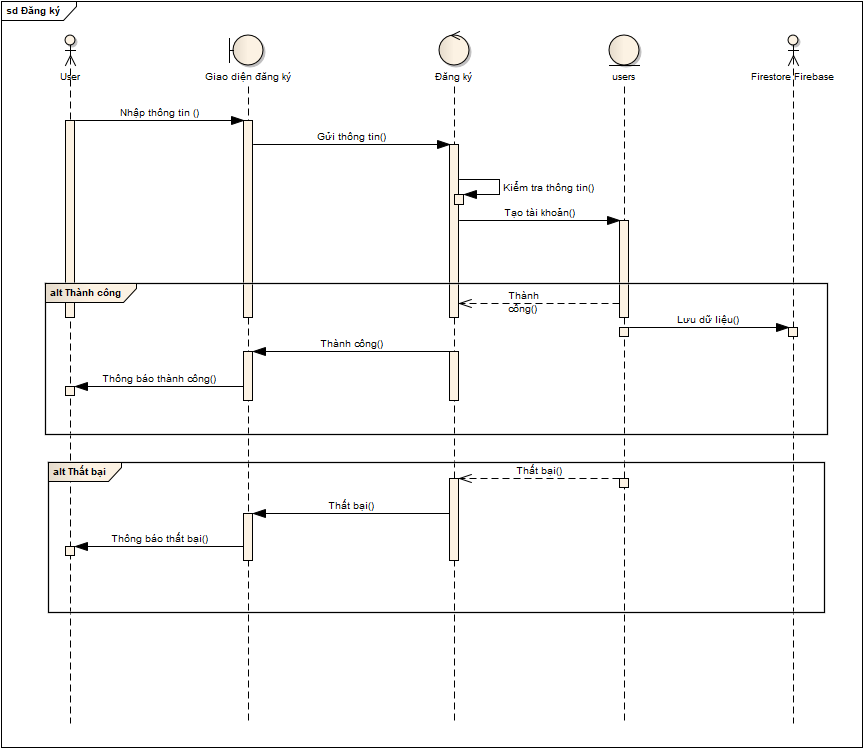 sd Đăng ký
User
Giao diện đăng ký
Đăng ký
users
Firestore Firebase
Nhập thông tin ()
Gửi thông tin()
Kiểm tra thông tin()
Tạo tài khoản()
alt Thành công
Thành
công()
Lưu dữ liệu()
Thành công()
Thông báo thành công()
alt Thất bại
Thất bại()
Thất bại()
Thông báo thất bại()